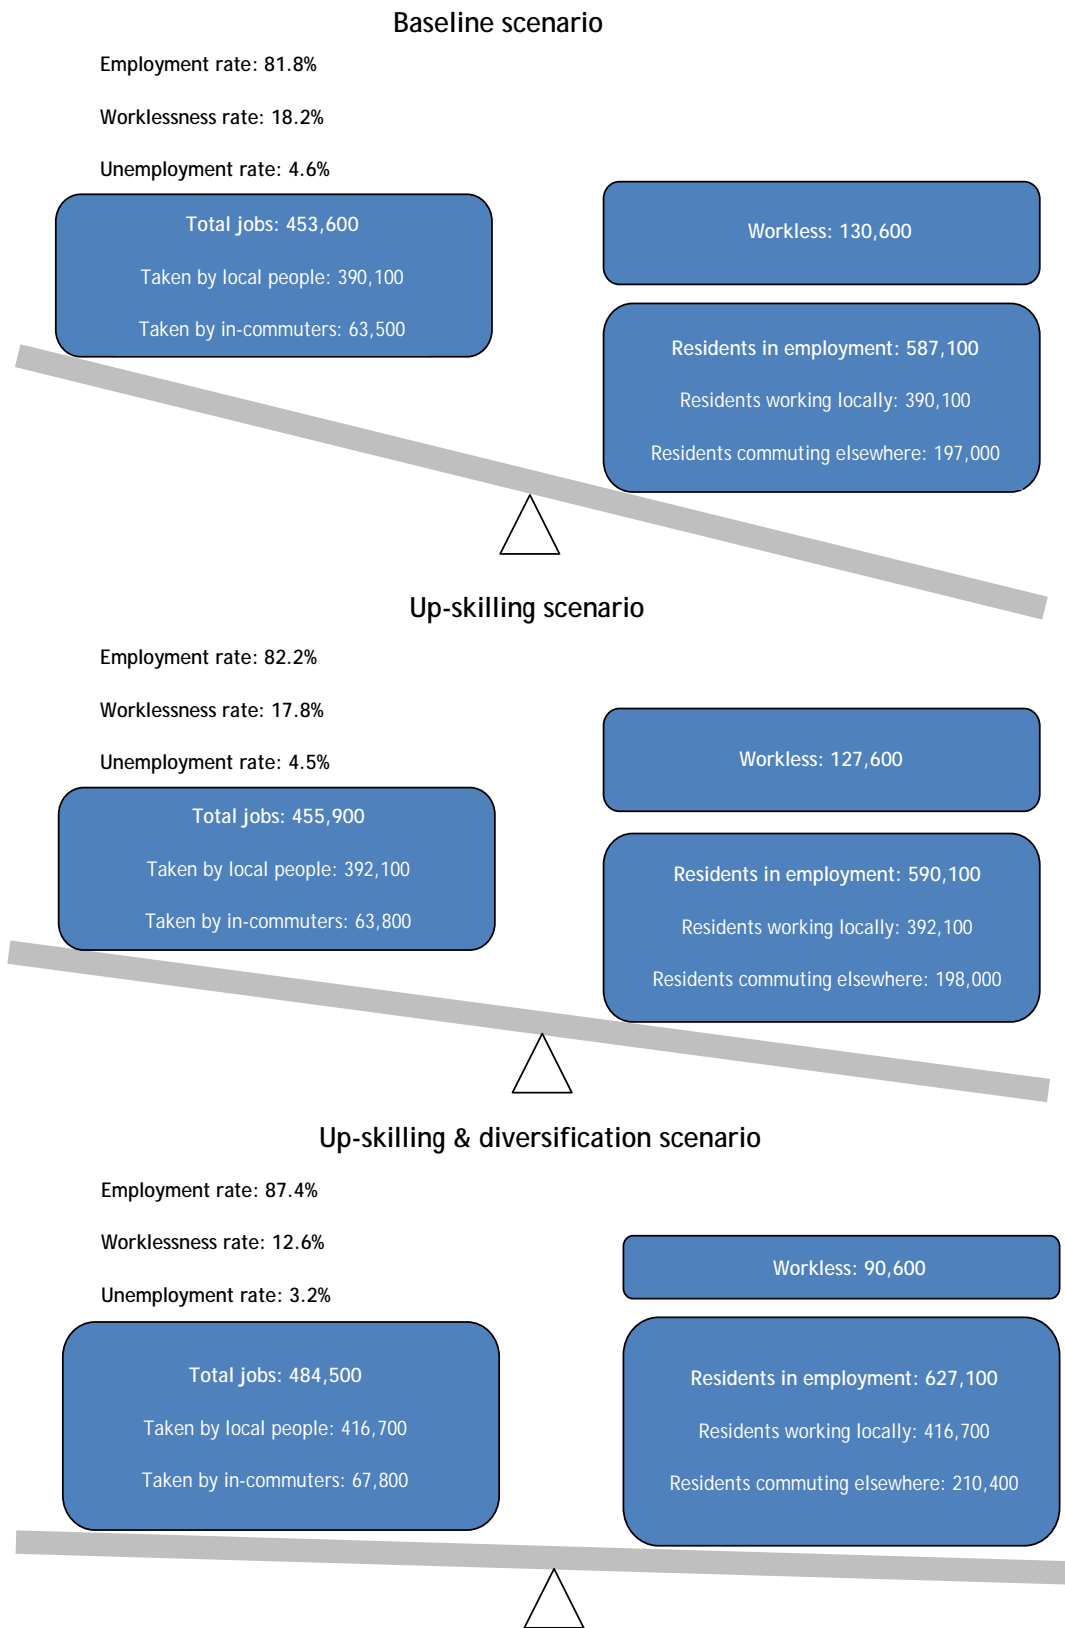 Baseline scenario
Employment rate: 81.8%
Worklessness rate: 18.2%
Unemployment rate: 4.6%
Total jobs: 453,600
Taken by local people: 390,100
Taken by in-commuters: 63,500
Workless: 130,600
Residents in employment: 587,100
Residents working locally: 390,100
Residents commuting elsewhere: 197,000
Up-skilling scenario
Employment rate: 82.2%
Worklessness rate: 17.8%
Unemployment rate: 4.5%
Total jobs: 455,900
Taken by local people: 392,100
Taken by in-commuters: 63,800
Workless: 127,600
Residents in employment: 590,100
Residents working locally: 392,100
Residents commuting elsewhere: 198,000
Up-skilling & diversification scenario
Employment rate: 87.4%
Worklessness rate: 12.6%
Unemployment rate: 3.2%
Total jobs: 484,500
Taken by local people: 416,700
Taken by in-commuters: 67,800
Workless: 90,600
Residents in employment: 627,100
Residents working locally: 416,700
Residents commuting elsewhere: 210,400